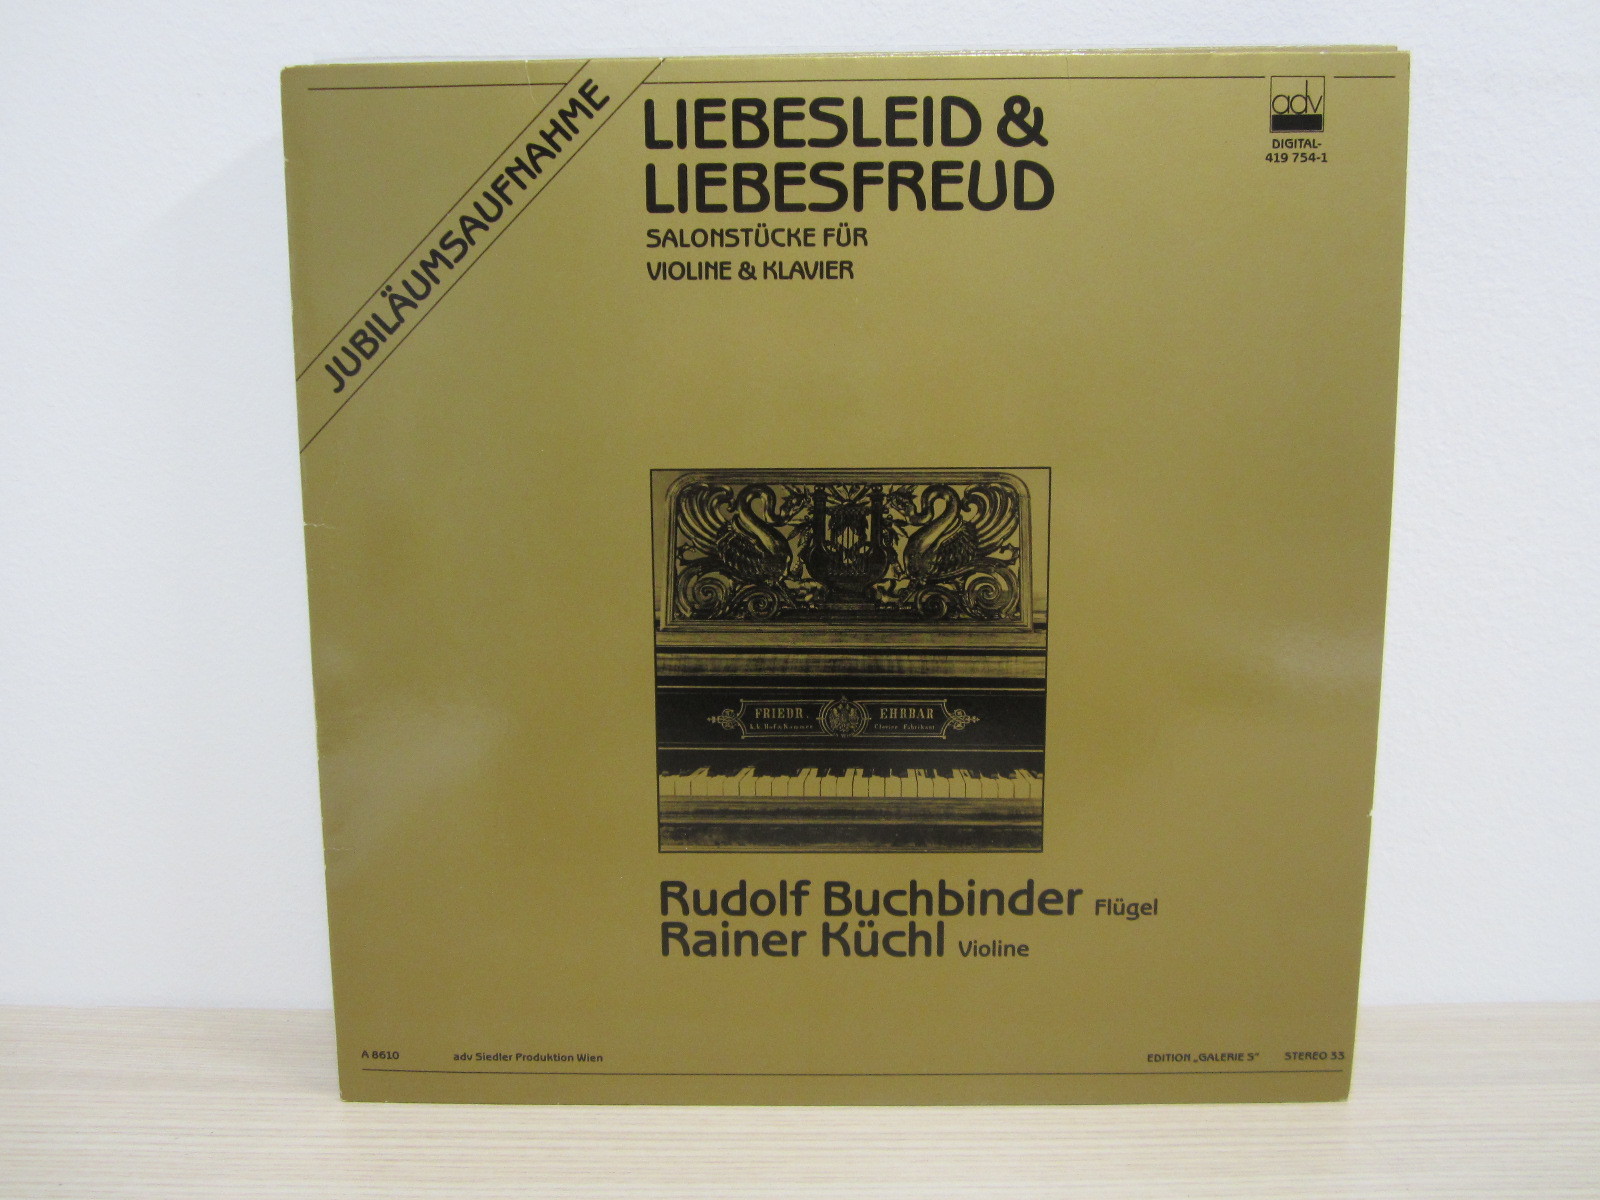 JUBILÄUMSAUFNAHME
LIEBESLEID &
LIEBESFREUD
SALONSTÜCKE FÜR
VIOLINE & KLAVIER
adv
DIGITAL-
419 754-1
FRIEDR. EHRBAR
Rudolf Buchbinder Flügel
Rainer Küchl Violine
A 8610 adv Siedler Produktion Wien EDITION „GALERIE S" STEREO 33